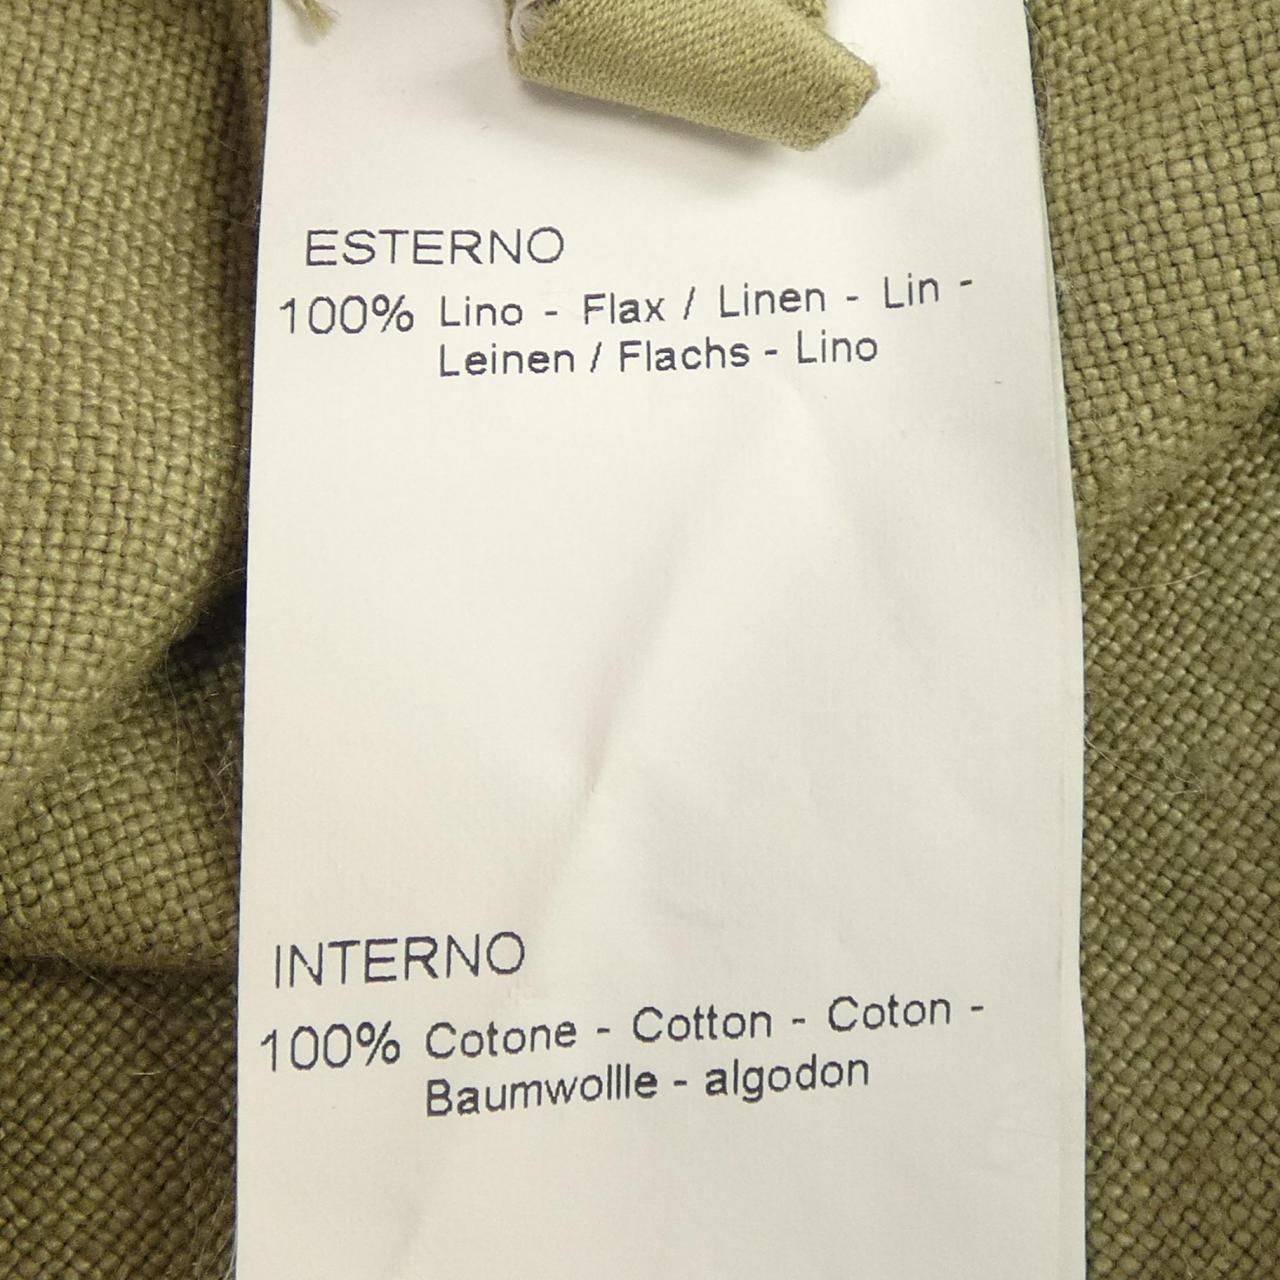 ESTERNO
100% Lino - Flax / Linen - Lin -
Leinen / Flachs - Lino
INTERNO
100% Cotone - Cotton - Coton -
Baumwollle - algodon